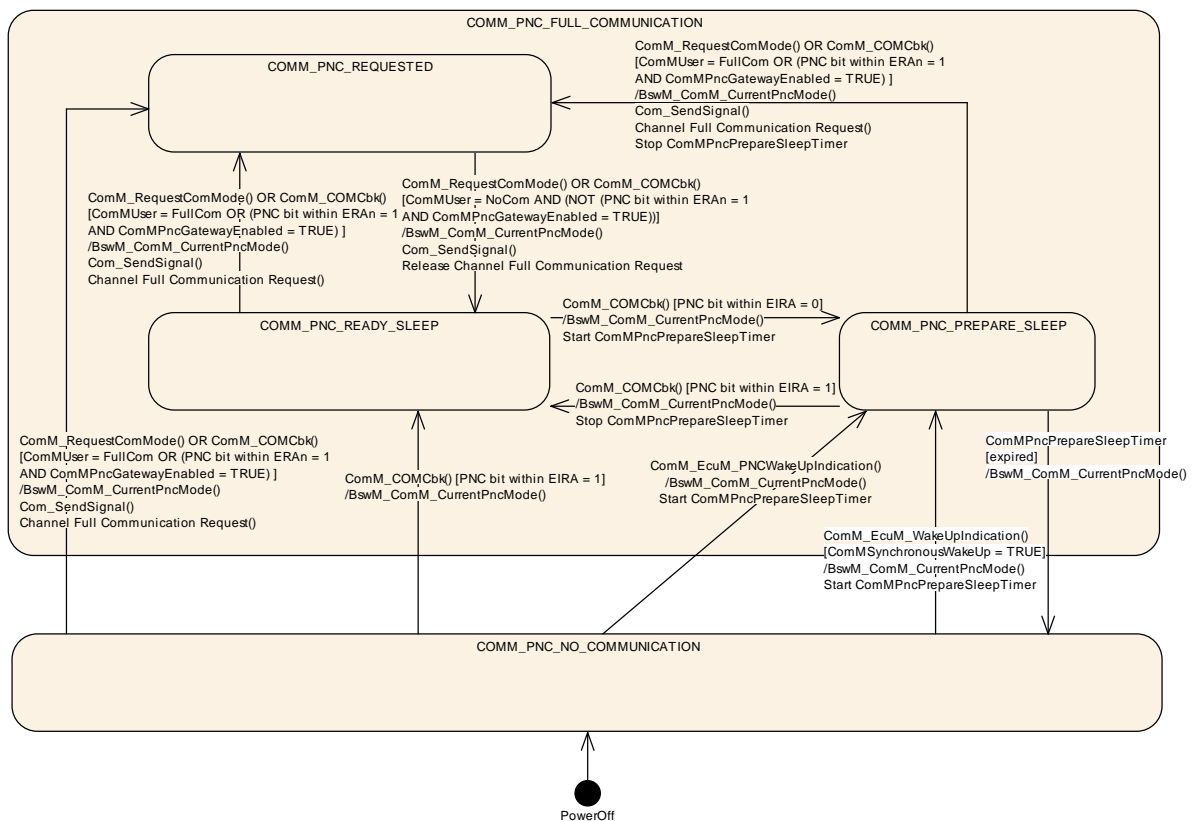 COMM_PNC_FULL_COMMUNICATION
COMM_PNC_REQUESTED
ComM_RequestComMode() OR ComM_COMCbk()
[ComMUser = FullCom OR (PNC bit within ERAn = 1
AND ComMPncGatewayEnabled = TRUE) ]
/BswM_ComM_CurrentPncMode()
Com_SendSignal()
Channel Full Communication Request()
Stop ComMPncPrepareSleepTimer
ComM_RequestComMode() OR ComM_COMCbk()
[ComMUser = FullCom OR (PNC bit within ERAn = 1
AND ComMPncGatewayEnabled = TRUE) ]
/BswM_ComM_CurrentPncMode()
Com_SendSignal()
Channel Full Communication Request()
ComM_RequestComMode() OR ComM_COMCbk()
[ComMUser = NoCom AND (NOT (PNC bit within ERAn = 1
AND ComMPncGatewayEnabled = TRUE))]
/BswM_ComM_CurrentPncMode()
Com_SendSignal()
Release Channel Full Communication Request
COMM_PNC_READY_SLEEP
ComM_COMCbk() [PNC bit within EIRA = 0]
/BswM_ComM_CurrentPncMode()
Start ComMPncPrepareSleepTimer
COMM_PNC_PREPARE_SLEEP
ComM_COMCbk() [PNC bit within EIRA = 1]
/BswM_ComM_CurrentPncMode()
Stop ComMPncPrepareSleepTimer
ComM_RequestComMode() OR ComM_COMCbk()
[ComMUser = FullCom OR (PNC bit within ERAn = 1
AND ComMPncGatewayEnabled = TRUE) ]
/BswM_ComM_CurrentPncMode()
Com_SendSignal()
Channel Full Communication Request()
ComM_COMCbk() [PNC bit within EIRA = 1]
/BswM_ComM_CurrentPncMode()
ComM_EcuM_PNCWakeUpIndication()
/BswM_ComM_CurrentPncMode()
Start ComMPncPrepareSleepTimer
ComMPncPrepareSleepTimer
[expired]
/BswM_ComM_CurrentPncMode()
ComM_EcuM_WakeUpIndication()
[ComMSynchronousWakeUp = TRUE]
/BswM_ComM_CurrentPncMode()
Start ComMPncPrepareSleepTimer
COMM_PNC_NO_COMMUNICATION
PowerOff